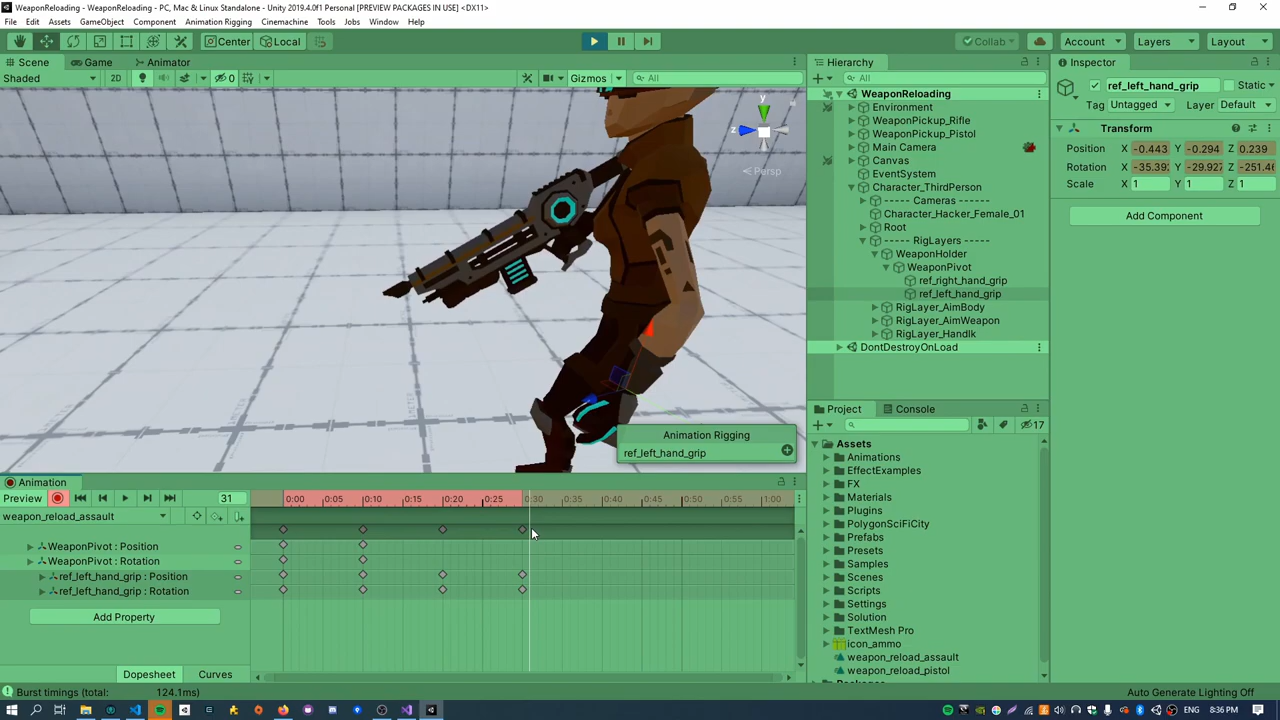 WeaponReloading - WeaponReloading - PC, Mac & Linux Standalone - Unity 2019.4.0f1 Personal [PREVIEW PACKAGES IN USE] <DX11>
File Edit Assets GameObject Component Animation Rigging Cinemachine Tools Jobs Window Help
Center Local Collab Account Layers Layout
Scene Game Animator
Shaded 2D 0 Gizmos All
y
z
Persp
Animation Rigging
ref_left_hand_grip
Hierarchy
All
WeaponReloading
Environment
WeaponPickup_Rifle
WeaponPickup_Pistol
Main Camera
Canvas
EventSystem
Character_ThirdPerson
----- Cameras ------
Character_Hacker_Female_01
Root
----- RigLayers -----
WeaponHolder
WeaponPivot
ref_right_hand_grip
ref_left_hand_grip
RigLayer_AimBody
RigLayer_AimWeapon
RigLayer_HandIk
DontDestroyOnLoad
Inspector
ref_left_hand_grip Static
Tag Untagged Layer Default
Transform
Position X -0.443 Y -0.294 Z 0.239
Rotation X -35.39 Y -29.927 Z -251.46
Scale X 1 Y 1 Z 1
Add Component
Project Console
17
Assets
Animations
EffectExamples
FX
Materials
Plugins
PolygonSciFiCity
Prefabs
Presets
Samples
Scenes
Scripts
Settings
Solution
TextMesh Pro
icon_ammo
weapon_reload_assault
weapon_reload_pistol
Animation
Preview 31 0:00 0:05 0:10 0:15 0:20 0:25 0:30 0:35 0:40 0:45 0:50 0:55 1:00
weapon_reload_assault
WeaponPivot : Position
WeaponPivot : Rotation
ref_left_hand_grip : Position
ref_left_hand_grip : Rotation
Add Property
Dopesheet Curves
Burst timings (total: 124.1ms)
Auto Generate Lighting Off
8:36 PM